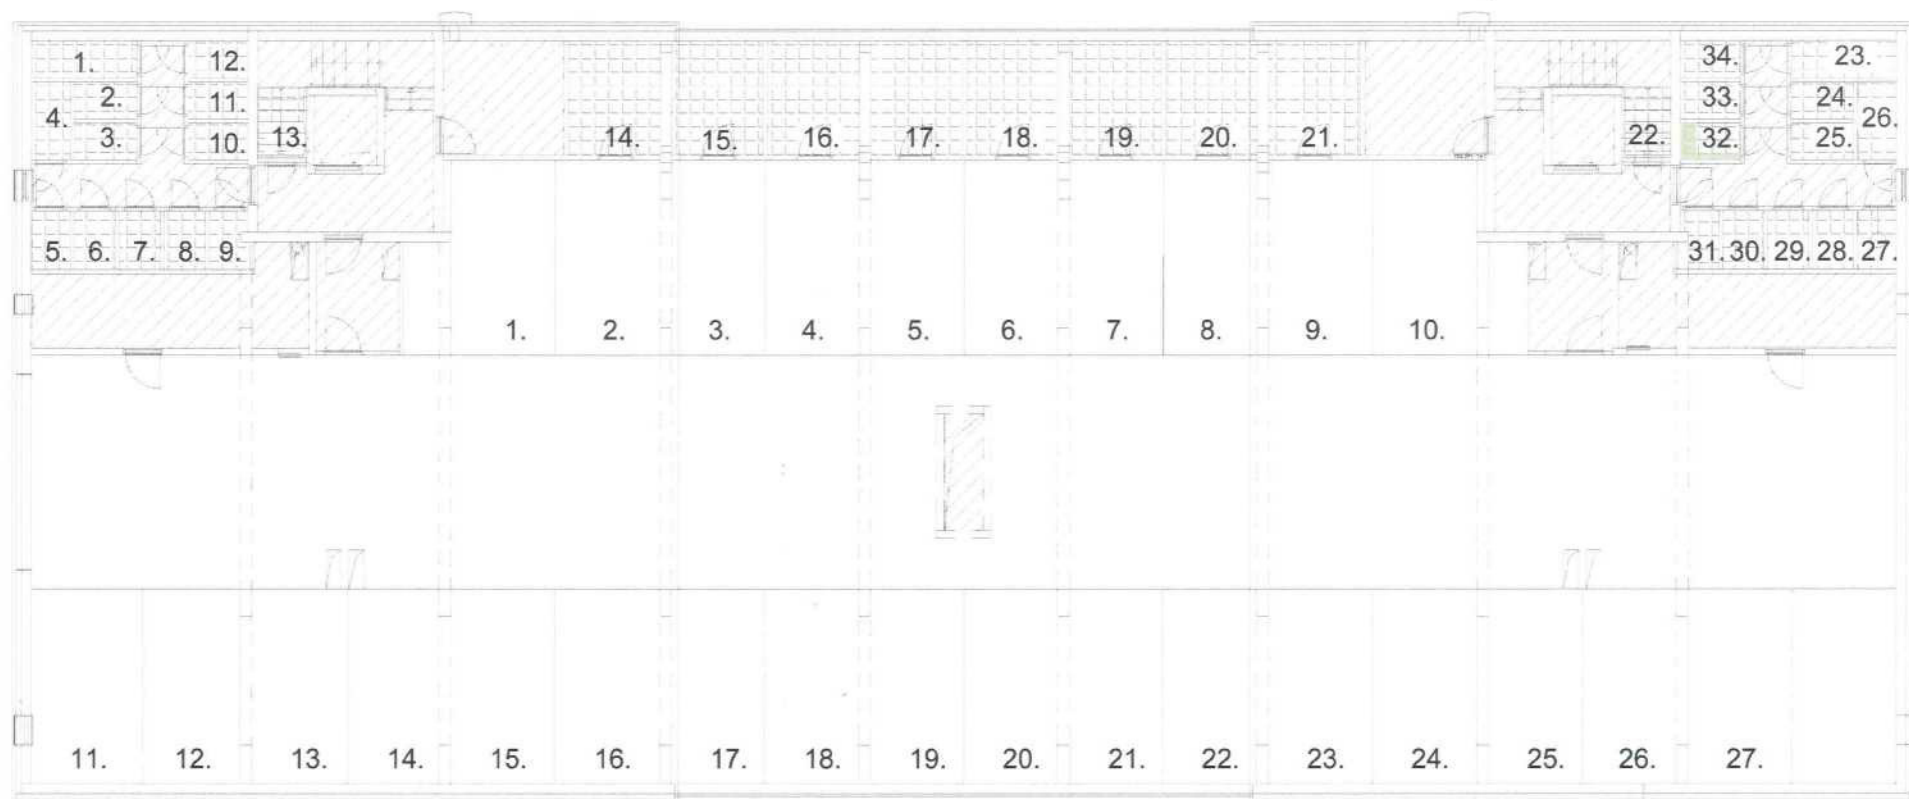 1. 12. 34. 23.
2. 11. 33. 24.
4. 26.
3. 10. 13. 14. 15. 16. 17. 18. 19. 20. 21. 22. 32. 25.
5. 6. 7. 8. 9. 31. 30. 29. 28. 27.
1. 2. 3. 4. 5. 6. 7. 8. 9. 10.
11. 12. 13. 14. 15. 16. 17. 18. 19. 20. 21. 22. 23. 24. 25. 26. 27.